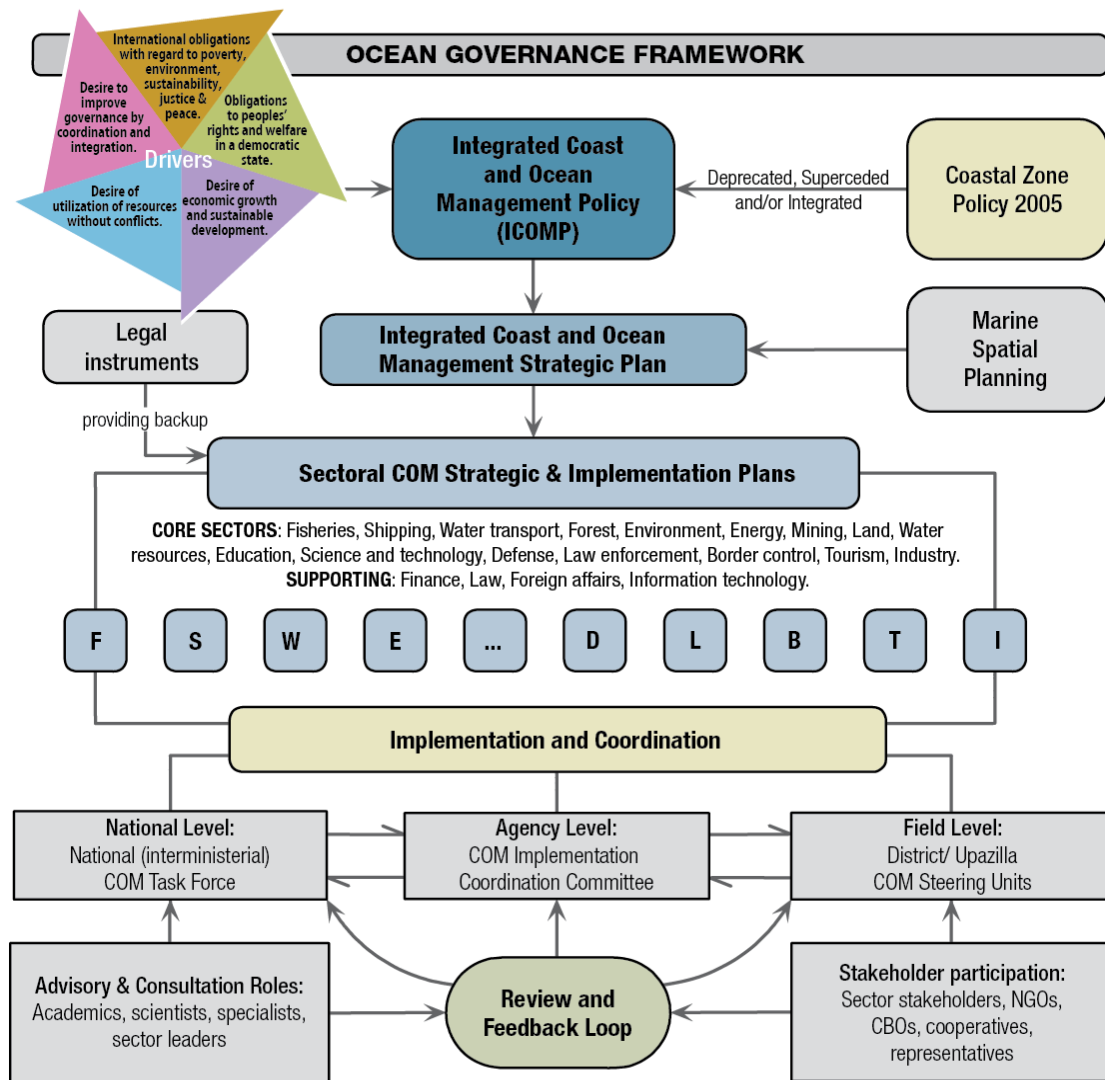 OCEAN GOVERNANCE FRAMEWORK
International obligations
with regard to poverty,
environment,
sustainability,
justice &
peace.
Desire to
improve
governance by
coordination and
integration.
Obligations
to peoples'
rights and welfare
in a democratic
state.
Drivers
Desire of
utilization of resources
without conflicts.
Desire of
economic growth
and sustainable
development.
Integrated Coast
and Ocean
Management Policy
(ICOMP)
Deprecated, Superceded
and/or Integrated
Coastal Zone
Policy 2005
Legal
instruments
Integrated Coast and Ocean
Management Strategic Plan
Marine
Spatial
Planning
providing backup
Sectoral COM Strategic & Implementation Plans
CORE SECTORS: Fisheries, Shipping, Water transport, Forest, Environment, Energy, Mining, Land, Water
resources, Education, Science and technology, Defense, Law enforcement, Border control, Tourism, Industry.
SUPPORTING: Finance, Law, Foreign affairs, Information technology.
F S W E ... D L B T I
Implementation and Coordination
National Level:
National (interministerial)
COM Task Force
Agency Level:
COM Implementation
Coordination Committee
Field Level:
District/ Upazilla
COM Steering Units
Advisory & Consultation Roles:
Academics, scientists, specialists,
sector leaders
Review and
Feedback Loop
Stakeholder participation:
Sector stakeholders, NGOs,
CBOs, cooperatives,
representatives